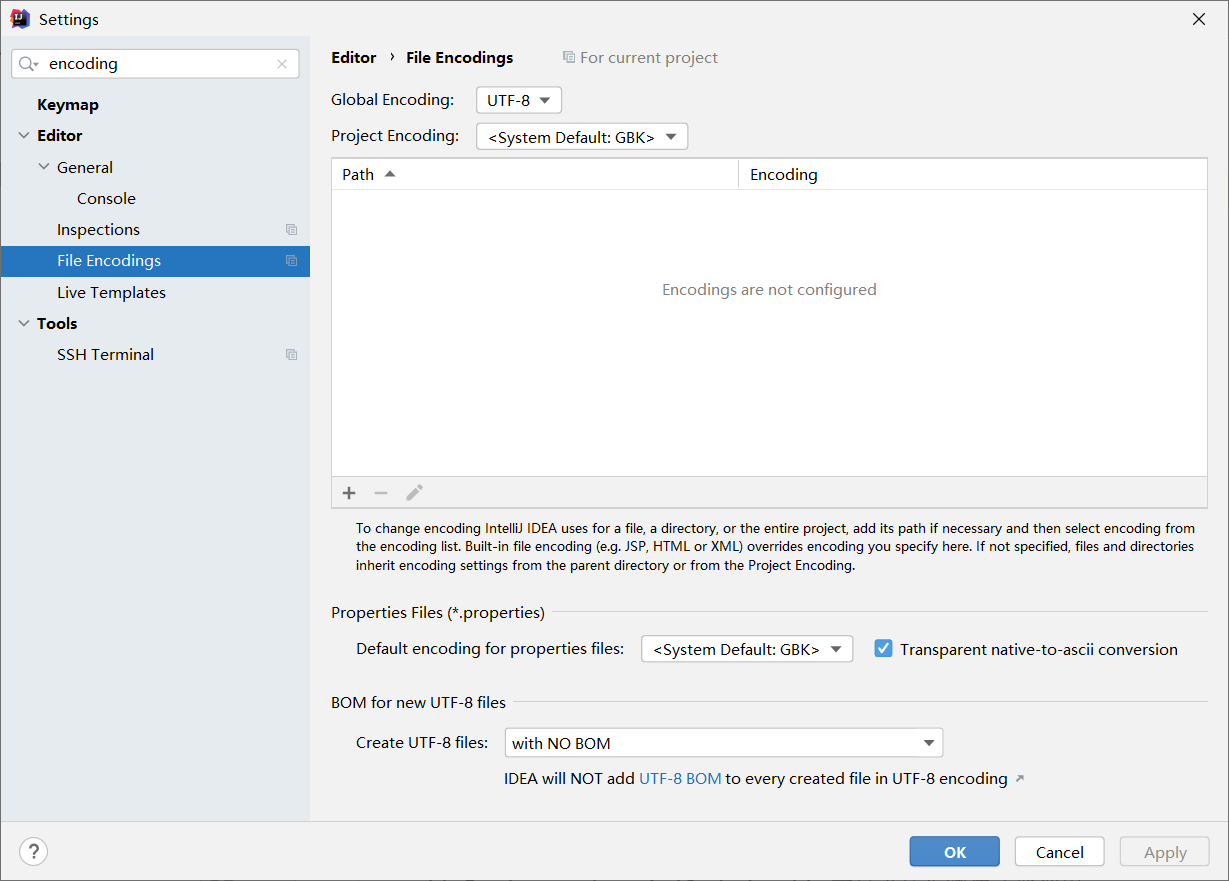 Settings
encoding
Keymap
Editor
General
Console
Inspections
File Encodings
Live Templates
Tools
SSH Terminal
Editor › File Encodings For current project
Global Encoding: UTF-8
Project Encoding: <System Default: GBK>
Path Encoding
Encodings are not configured
To change encoding IntelliJ IDEA uses for a file, a directory, or the entire project, add its path if necessary and then select encoding from
the encoding list. Built-in file encoding (e.g. JSP, HTML or XML) overrides encoding you specify here. If not specified, files and directories
inherit encoding settings from the parent directory or from the Project Encoding.
Properties Files (*.properties)
Default encoding for properties files: <System Default: GBK> Transparent native-to-ascii conversion
BOM for new UTF-8 files
Create UTF-8 files: with NO BOM
IDEA will NOT add UTF-8 BOM to every created file in UTF-8 encoding ↗
? OK Cancel Apply